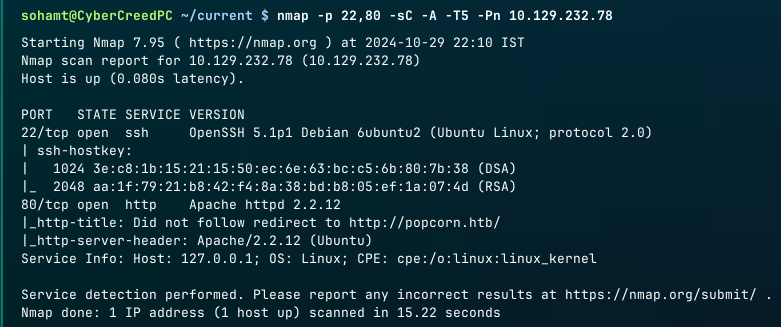 sohamt@CyberCreedPC ~/current $ nmap -p 22,80 -sC -A -T5 -Pn 10.129.232.78
Starting Nmap 7.95 ( https://nmap.org ) at 2024-10-29 22:10 IST
Nmap scan report for 10.129.232.78 (10.129.232.78)
Host is up (0.080s latency).

PORT   STATE SERVICE VERSION
22/tcp open  ssh     OpenSSH 5.1p1 Debian 6ubuntu2 (Ubuntu Linux; protocol 2.0)
| ssh-hostkey:
|   1024 3e:c8:1b:15:21:15:50:ec:6e:63:bc:c5:6b:80:7b:38 (DSA)
|_  2048 aa:1f:79:21:b8:42:f4:8a:38:bd:b8:05:ef:1a:07:4d (RSA)
80/tcp open  http    Apache httpd 2.2.12
|_http-title: Did not follow redirect to http://popcorn.htb/
|_http-server-header: Apache/2.2.12 (Ubuntu)
Service Info: Host: 127.0.0.1; OS: Linux; CPE: cpe:/o:linux:linux_kernel

Service detection performed. Please report any incorrect results at https://nmap.org/submit/ .
Nmap done: 1 IP address (1 host up) scanned in 15.22 seconds